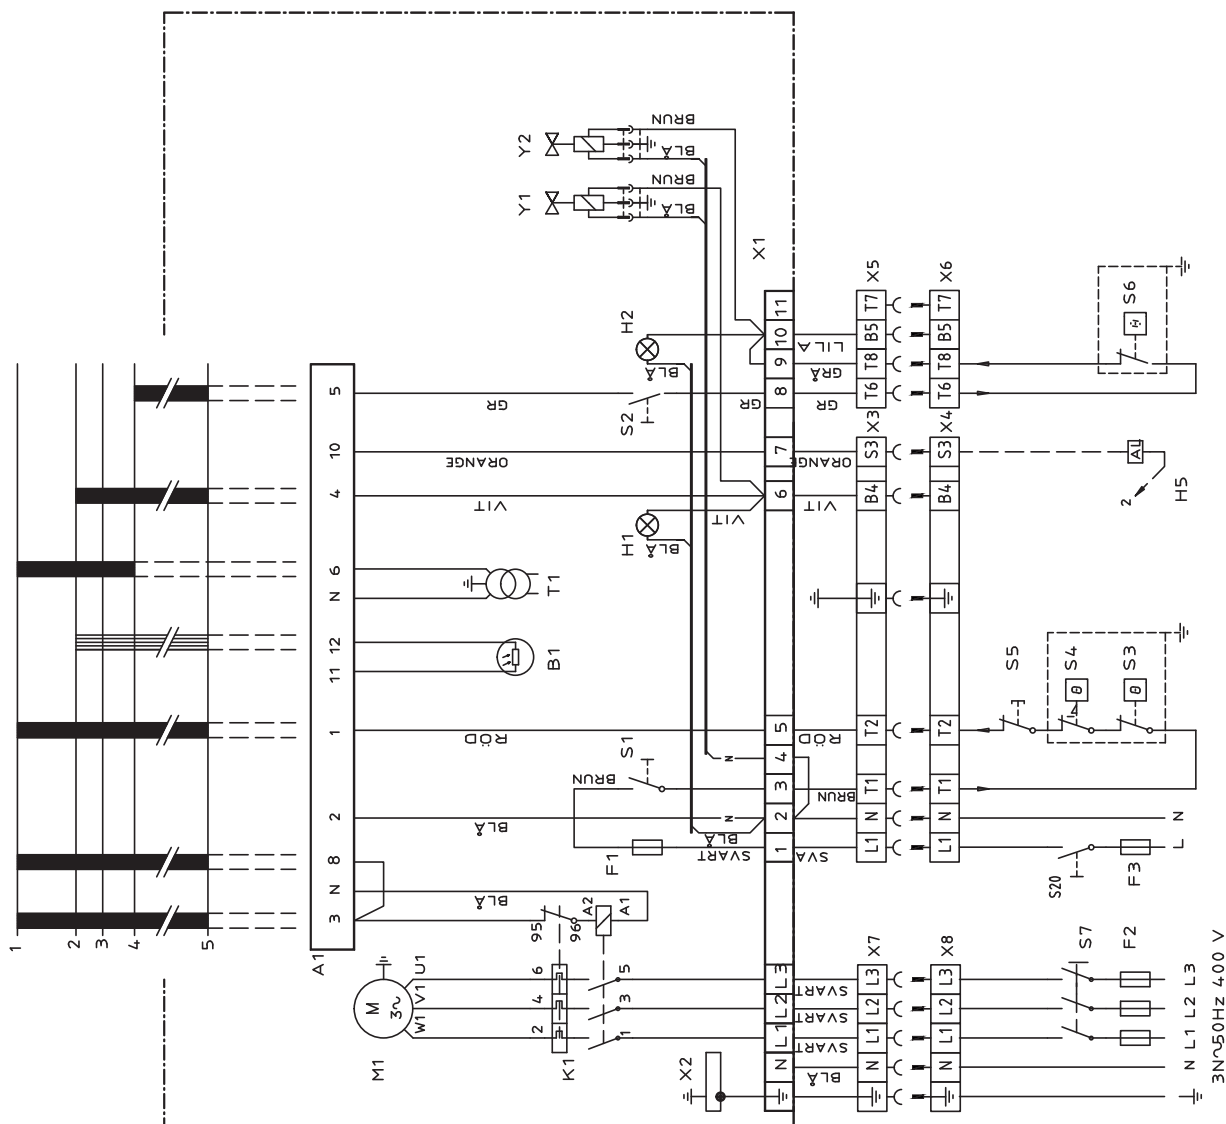 1
2
3
4
5
A1
3 N 8 2 1 11 12 N 6 4 10 5
M1
M
3~
W1 V1 U1
BLÅ
BLÅ
RÖD
VIT
ORANGE
GR
Y1
Y2
2 4 6
95
K1
96
B1
T1
A2
BRUN
F1
A1
1 3 5
S1
H1
S2
H2
BLÅ
BLÅ
BLÅ
BRUN
BLÅ
BRUN
X2
SVART
BLÅ
N
N
VIT
GR
X1
N L1 L2 L3 1 2 3 4 5 6 7 8 9 10 11
BLÅ
SVART
SVART
SVART
SVA
BRUN
RÖD
VIT
ORANGE
GR
GRÅ
LILA
X7
X3
X5
N L1 L2 L3 L1 N T1 T2 B4 S3 T6 T8 B5 T7
X8
X4
X6
N L1 L2 L3 L1 N T1 T2 B4 S3 T6 T8 B5 T7
S5
S20
S7
S4
θ
F2
F3
S3
θ
S6
2
AL
H5
N L1 L2 L3
L
N
3N~50Hz 400 V